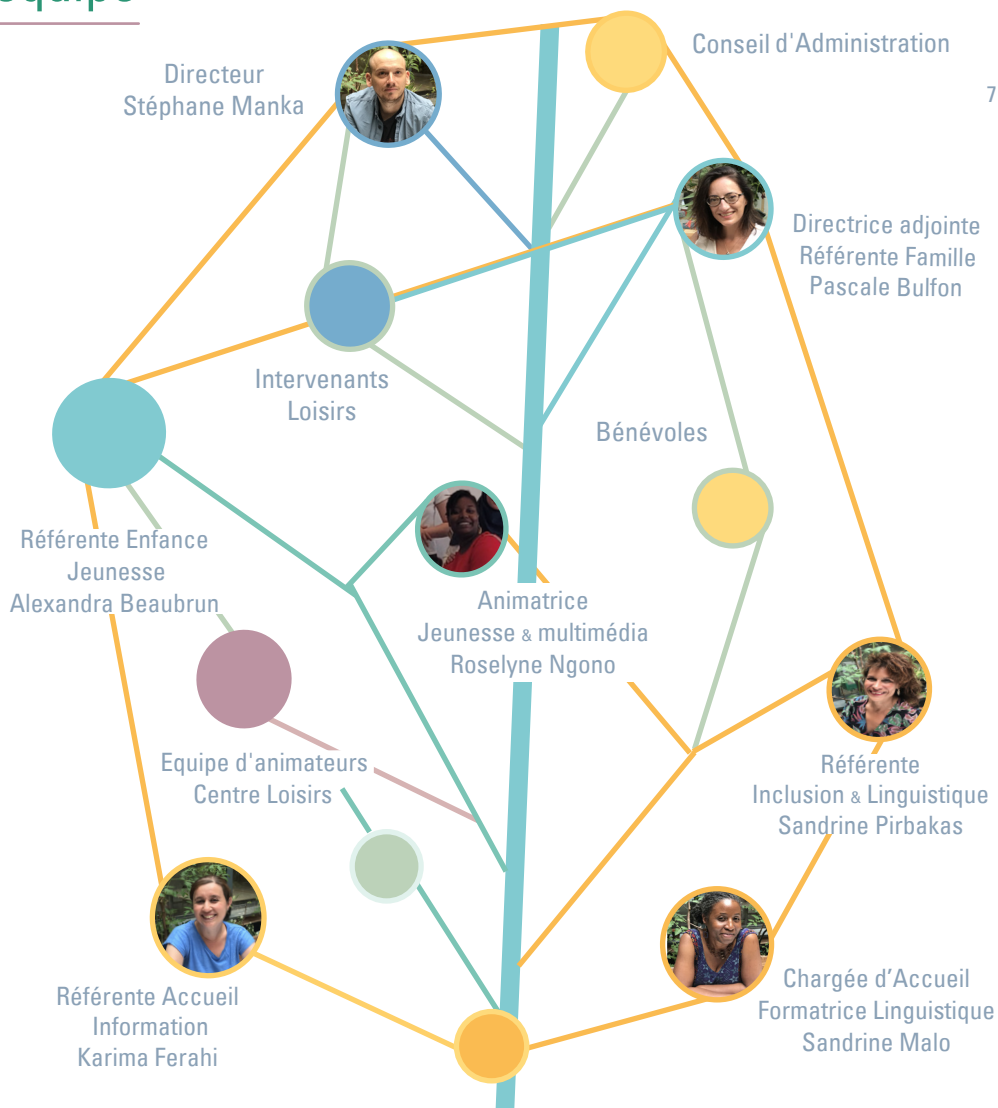 équipe
Conseil d'Administration
Directeur
Stéphane Manka
7
Directrice adjointe
Référente Famille
Pascale Bulfon
Intervenants
Loisirs
Bénévoles
Référente Enfance
Jeunesse
Alexandra Beaubrun
Animatrice
Jeunesse & multimédia
Roselyne Ngono
Equipe d'animateurs
Centre Loisirs
Référente
Inclusion & Linguistique
Sandrine Pirbakas
Chargée d’Accueil
Formatrice Linguistique
Sandrine Malo
Référente Accueil
Information
Karima Ferahi